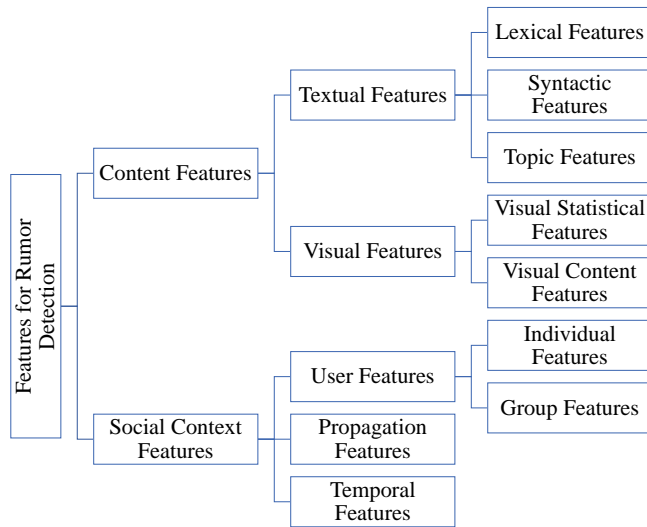 Features for Rumor
Detection
Content Features
Textual Features
Lexical Features
Syntactic
Features
Topic Features
Visual Features
Visual Statistical
Features
Visual Content
Features
Social Context
Features
User Features
Individual
Features
Group Features
Propagation
Features
Temporal
Features